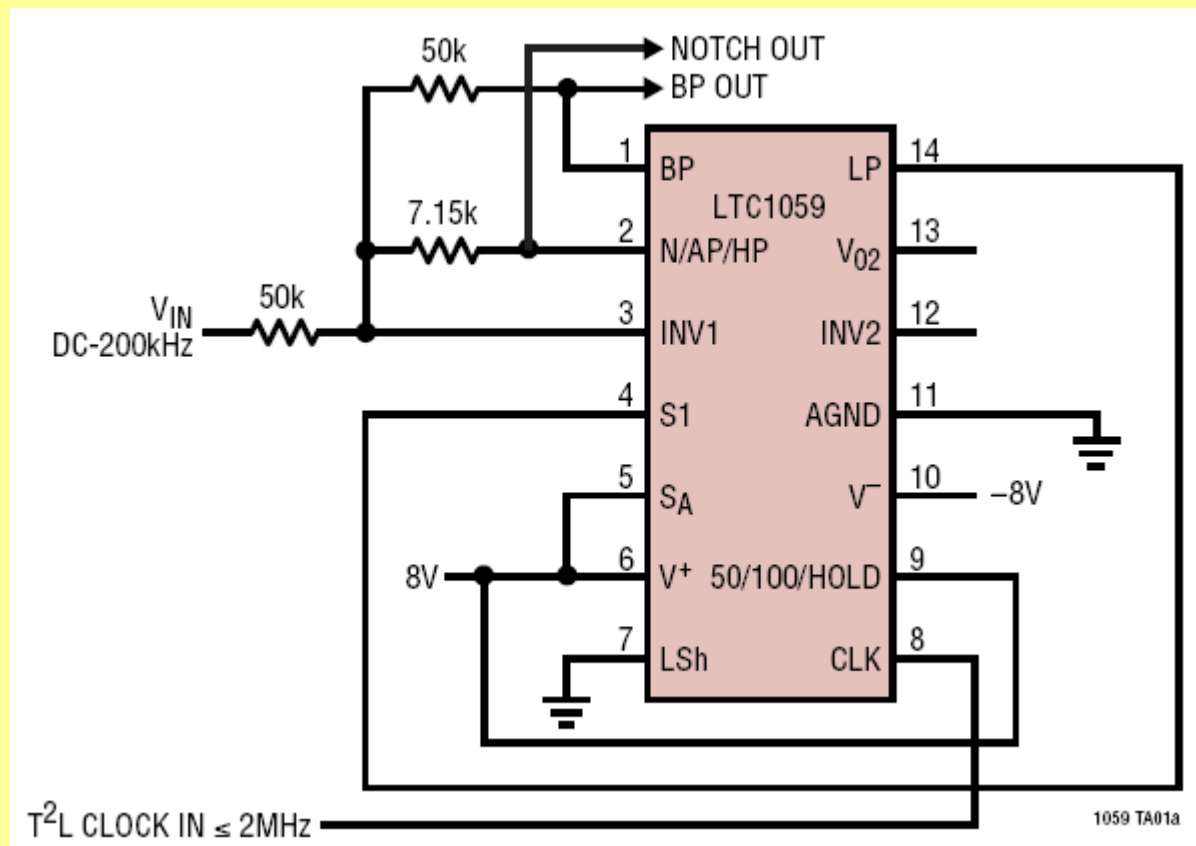 50k
NOTCH OUT
BP OUT
1
BP
LP
14
LTC1059
7.15k
2
N/AP/HP
V02
13
VIN
DC-200kHz
50k
3
INV1
INV2
12
4
S1
AGND
11
5
SA
V−
10
–8V
8V
6
V+
50/100/HOLD
9
7
LSh
CLK
8
T2L CLOCK IN ≤ 2MHz
1059 TA01a